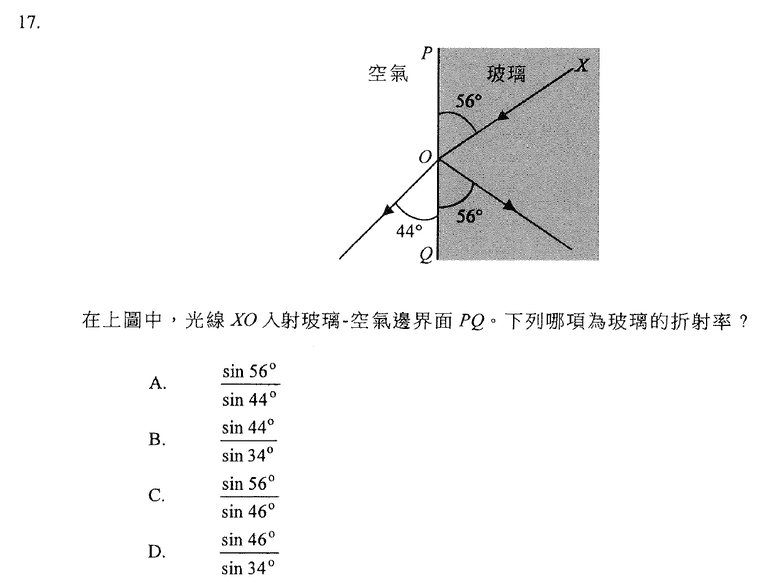 17.
P
空氣
玻璃
X
56°
O
56°
44°
Q
在上圖中，光線 XO 入射玻璃-空氣邊界面 PQ。下列哪項為玻璃的折射率？
A. sin 56° / sin 44°
B. sin 44° / sin 34°
C. sin 56° / sin 46°
D. sin 46° / sin 34°